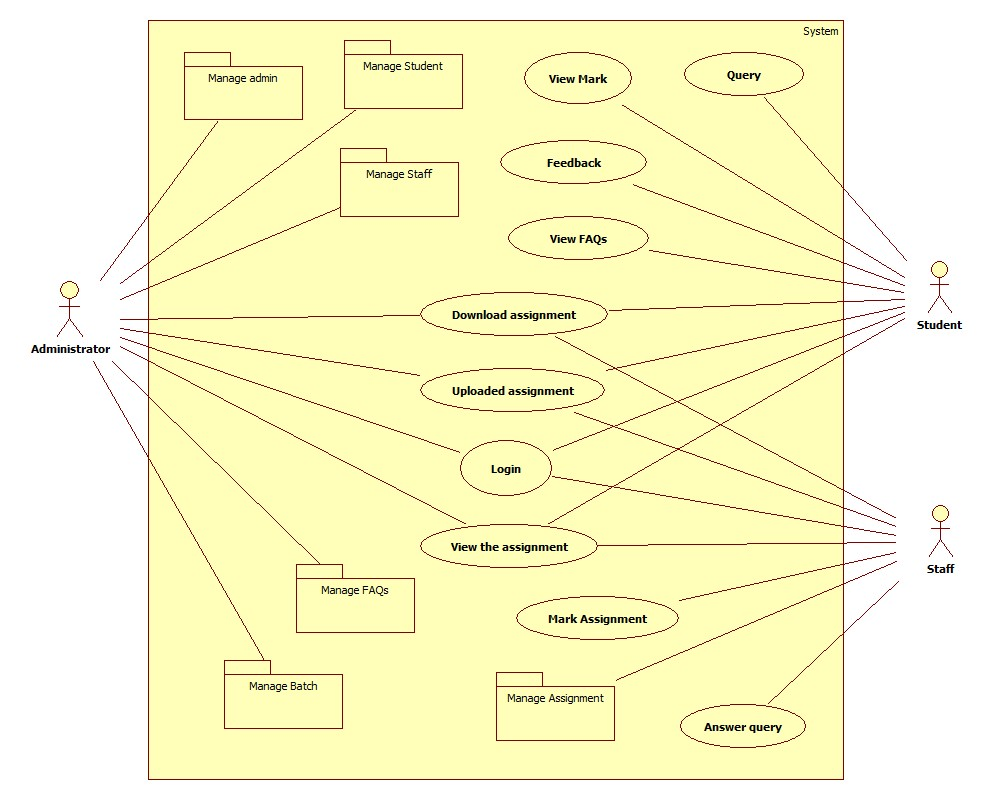 System
Manage admin
Manage Student
View Mark
Query
Feedback
Manage Staff
View FAQs
Download assignment
Student
Administrator
Uploaded assignment
Login
View the assignment
Staff
Manage FAQs
Mark Assignment
Manage Batch
Manage Assignment
Answer query